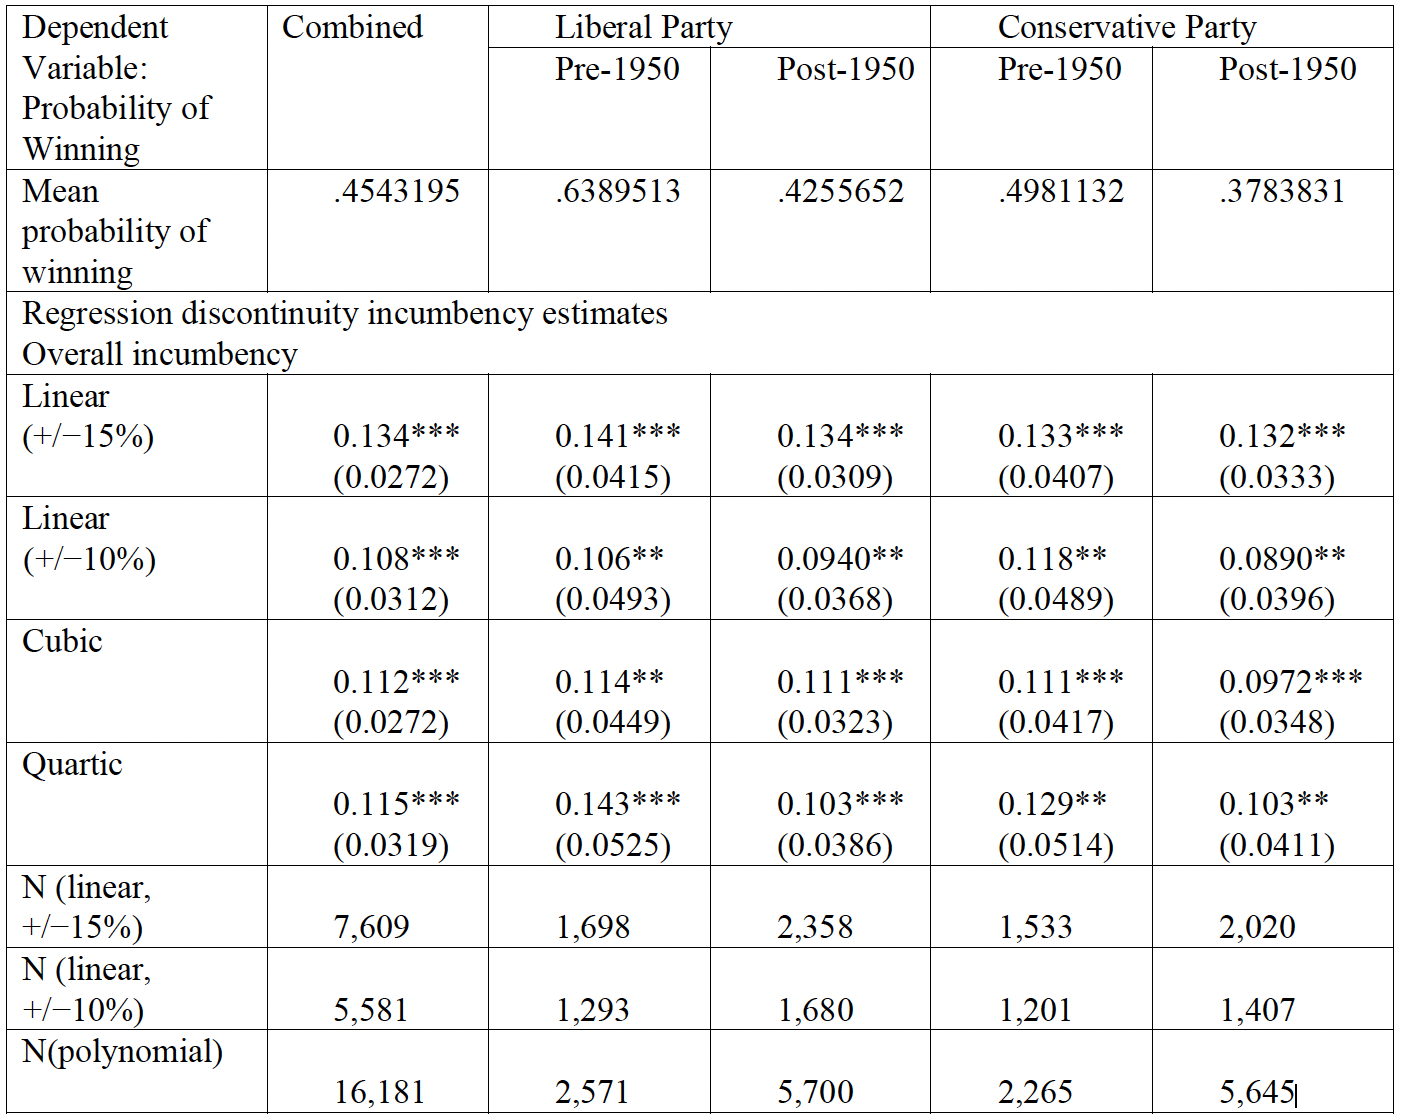 Dependent Variable: Probability of Winning Combined Liberal Party Conservative Party
Pre-1950 Post-1950 Pre-1950 Post-1950
Mean probability of winning .4543195 .6389513 .4255652 .4981132 .3783831
Regression discontinuity incumbency estimates
Overall incumbency
Linear
(+/−15%) 0.134*** 0.141*** 0.134*** 0.133*** 0.132***
(0.0272) (0.0415) (0.0309) (0.0407) (0.0333)
Linear
(+/−10%) 0.108*** 0.106** 0.0940** 0.118** 0.0890**
(0.0312) (0.0493) (0.0368) (0.0489) (0.0396)
Cubic
0.112*** 0.114** 0.111*** 0.111*** 0.0972***
(0.0272) (0.0449) (0.0323) (0.0417) (0.0348)
Quartic
0.115*** 0.143*** 0.103*** 0.129** 0.103**
(0.0319) (0.0525) (0.0386) (0.0514) (0.0411)
N (linear,
+/−15%) 7,609 1,698 2,358 1,533 2,020
N (linear,
+/−10%) 5,581 1,293 1,680 1,201 1,407
N(polynomial)
16,181 2,571 5,700 2,265 5,645